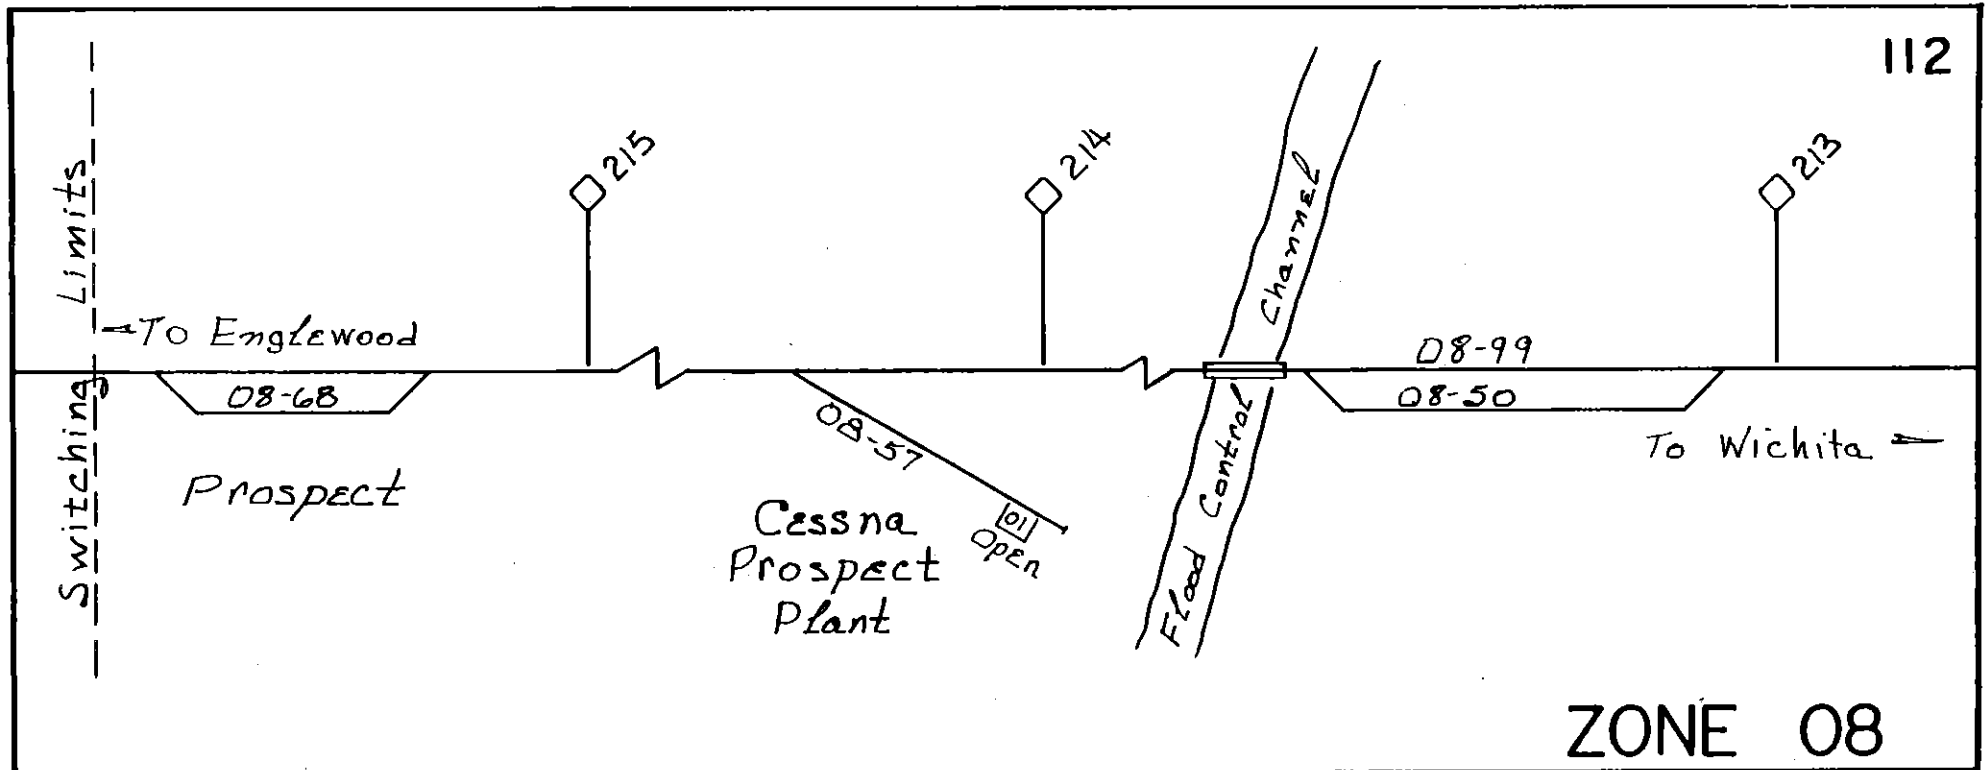 112
215
214
213
Switching Limits
To Englewood
08-68
Prospect
08-57
01
Open
Cessna
Prospect
Plant
Flood Control Channel
08-99
08-50
To Wichita
ZONE 08